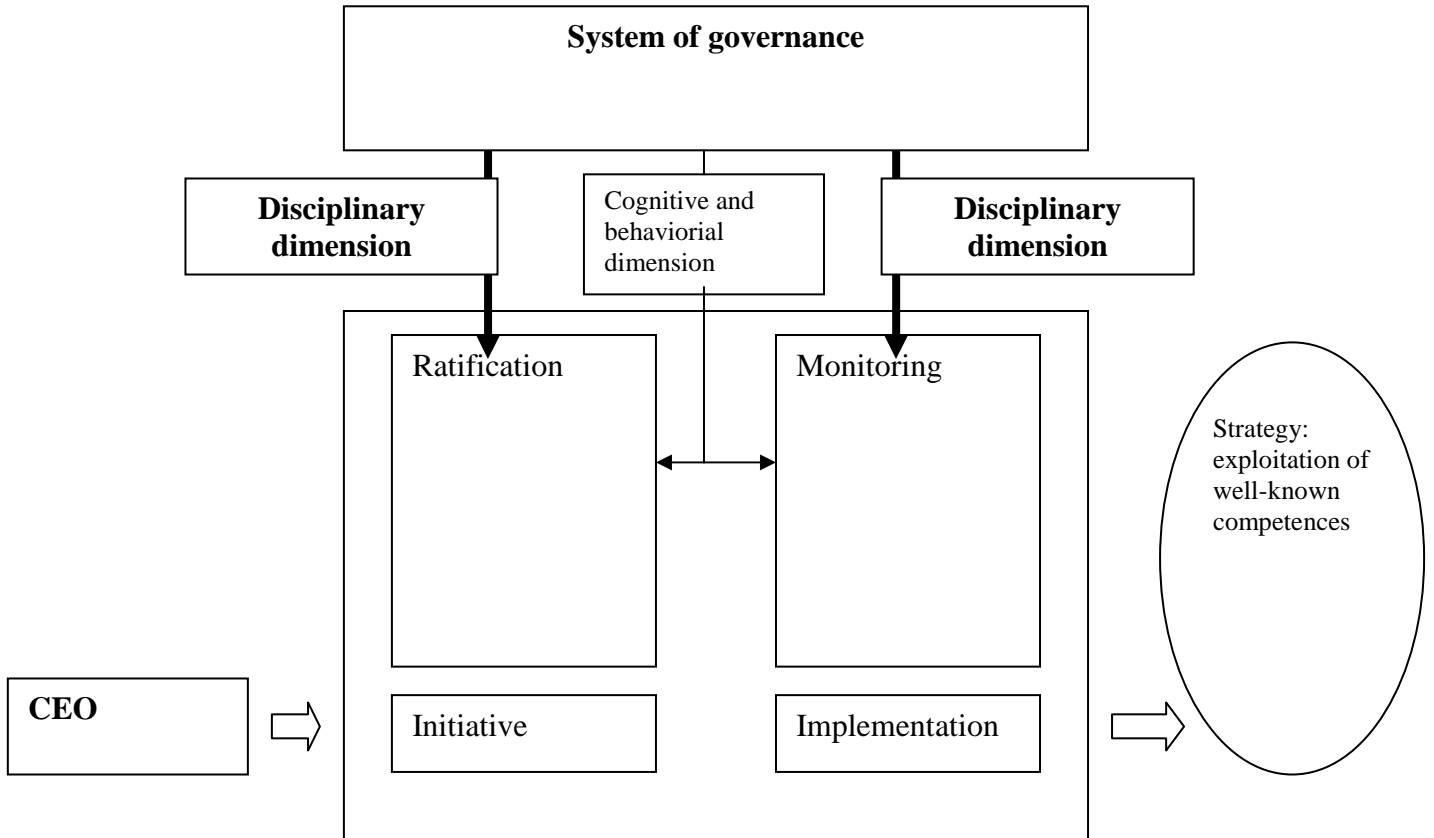 System of governance
Disciplinary
dimension
Cognitive and
behaviorial
dimension
Disciplinary
dimension
Ratification
Monitoring
Strategy:
exploitation of
well-known
competences
CEO
Initiative
Implementation